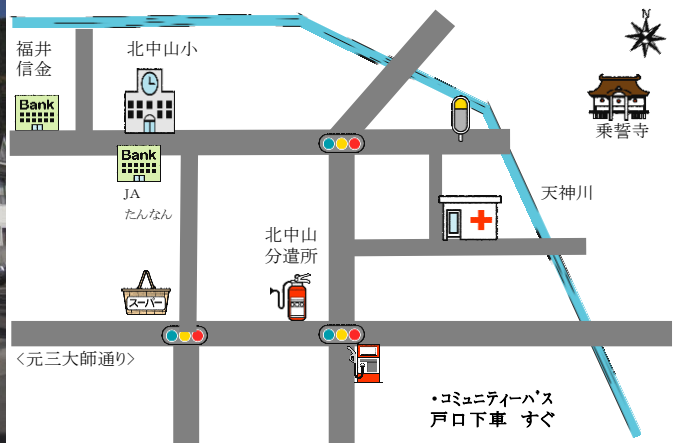 N
福井
信金
北中山小
Bank
乗誓寺
Bank
JA
たんなん
天神川
北中山
分遣所
スーパー
<元三大師通り>
・コミュニティーバス
戸口下車 すぐ